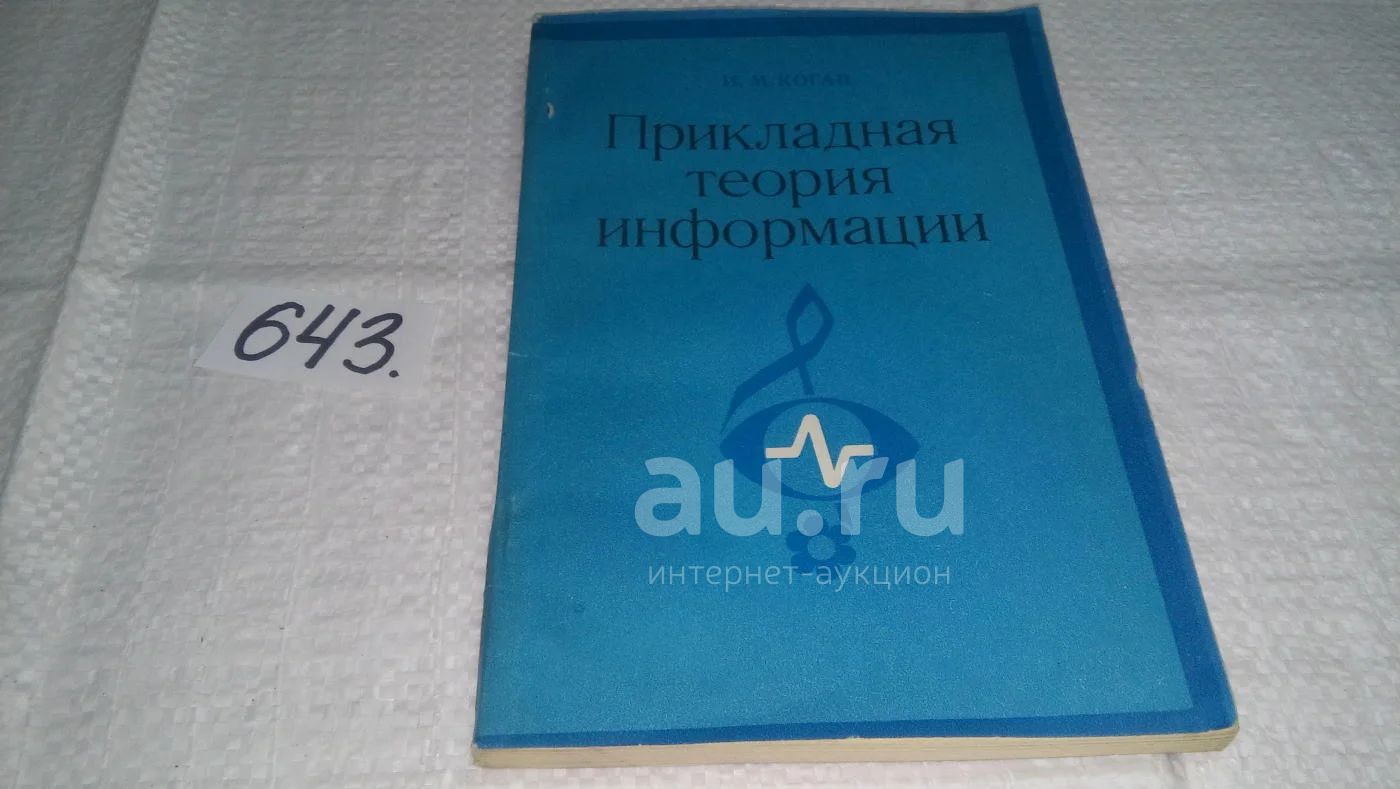 И. М. КОГАН
Прикладная
теория
информации
643.
au.ru
интернет-аукцион